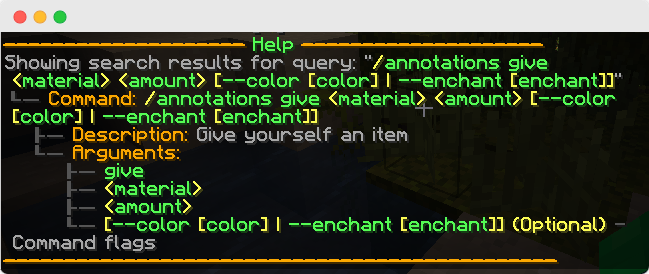 Help
Showing search results for query: "/annotations give
<material> <amount> [--color [color] | --enchant [enchant]]"
Command: /annotations give <material> <amount> [--color
[color] | --enchant [enchant]]
Description: Give yourself an item
Arguments:
give
<material>
<amount>
[--color [color] | --enchant [enchant]] (Optional) -
Command flags